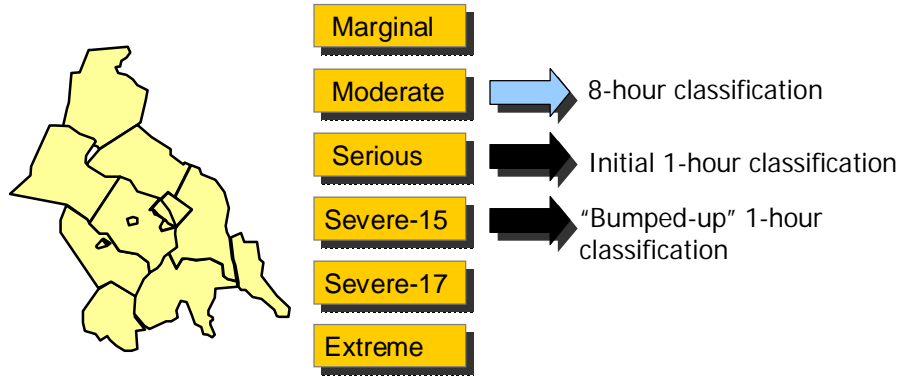 Marginal
Moderate
8-hour classification
Serious
Initial 1-hour classification
Severe-15
“Bumped-up” 1-hour
classification
Severe-17
Extreme